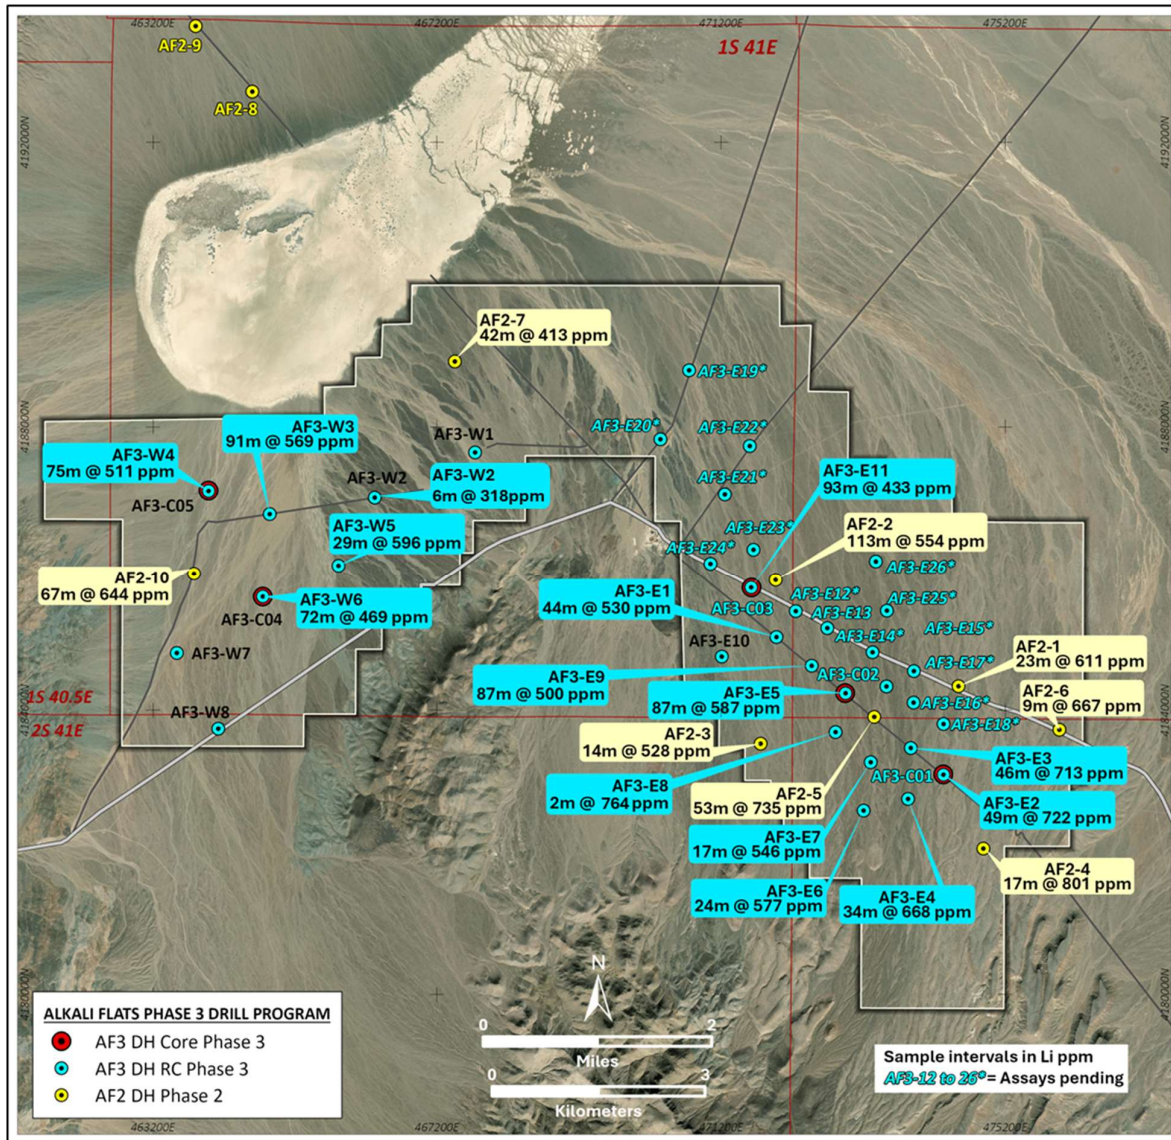 463200E
467200E
471200E
475200E
AF2-9
1S 41E
AF2-8
4192000N
4192000N
AF2-7
42m @ 413 ppm
AF3-E19*
4188000N
4188000N
AF3-W3
91m @ 569 ppm
AF3-W1
AF3-E20*
AF3-E22*
AF3-W4
75m @ 511 ppm
AF3-W2
AF3-W2
6m @ 318ppm
AF3-E11
93m @ 433 ppm
AF3-E21*
AF3-C05
AF3-W5
29m @ 596 ppm
AF3-E23*
AF2-2
113m @ 554 ppm
AF3-E24*
AF3-E26*
AF2-10
67m @ 644 ppm
AF3-E1
44m @ 530 ppm
AF3-W6
72m @ 469 ppm
AF3-C04
AF3-C03
AF3-E12*
AF3-E13
AF3-E25*
AF3-E14*
AF3-E15*
AF3-W7
AF3-E10
AF2-1
23m @ 611 ppm
AF3-E9
87m @ 500 ppm
AF3-C02
AF3-E17*
1S 40.5E
AF3-E5
87m @ 587 ppm
AF2-6
9m @ 667 ppm
AF3-E16*
4184000N
4184000N
2S 41E
AF3-W8
AF3-E18*
AF2-3
14m @ 528 ppm
AF3-E3
46m @ 713 ppm
AF3-E8
2m @ 764 ppm
AF3-C01
AF2-5
53m @ 735 ppm
AF3-E2
49m @ 722 ppm
AF3-E7
17m @ 546 ppm
AF2-4
17m @ 801 ppm
AF3-E6
24m @ 577 ppm
AF3-E4
34m @ 668 ppm
4180000N
4180000N
N
ALKALI FLATS PHASE 3 DRILL PROGRAM
AF3 DH Core Phase 3
AF3 DH RC Phase 3
AF2 DH Phase 2
0 2
Miles
0 3
Kilometers
Sample intervals in Li ppm
AF3-12 to 26*= Assays pending
463200E
467200E
471200E
475200E